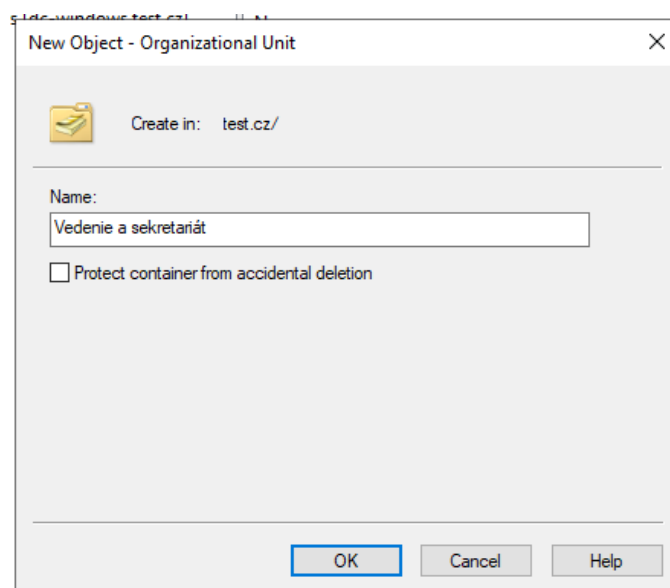 New Object - Organizational Unit
Create in: test.cz/
Name:
Vedenie a sekretariát
Protect container from accidental deletion
OK Cancel Help